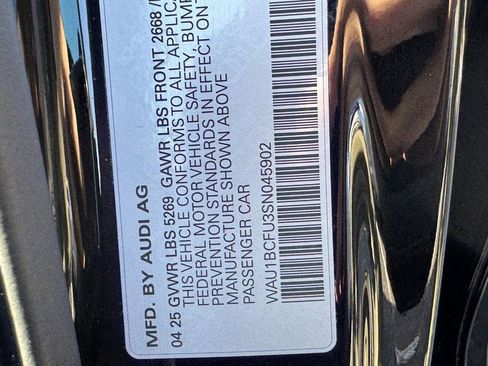 MFD. BY AUDI AG
04 25 GVWR LBS 5269 GAWR LBS FRONT 2668
THIS VEHICLE CONFORMS TO ALL APPLIC
FEDERAL MOTOR VEHICLE SAFETY, BUM
PREVENTION STANDARDS IN EFFECT ON
MANUFACTURE SHOWN ABOVE
PASSENGER CAR
WAU1BCFU3SN045902